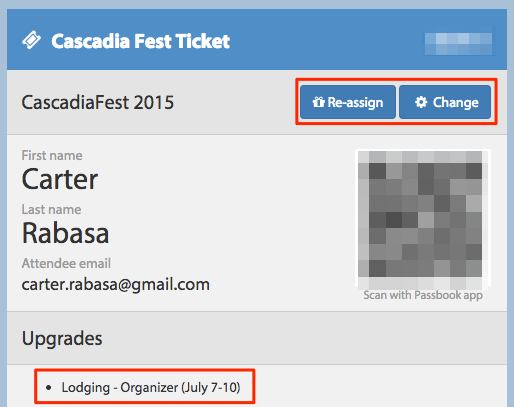 Cascadia Fest Ticket
CascadiaFest 2015
Re-assign
Change
First name
Carter
Last name
Rabasa
Attendee email
carter.rabasa@gmail.com
Scan with Passbook app
Upgrades
• Lodging - Organizer (July 7-10)